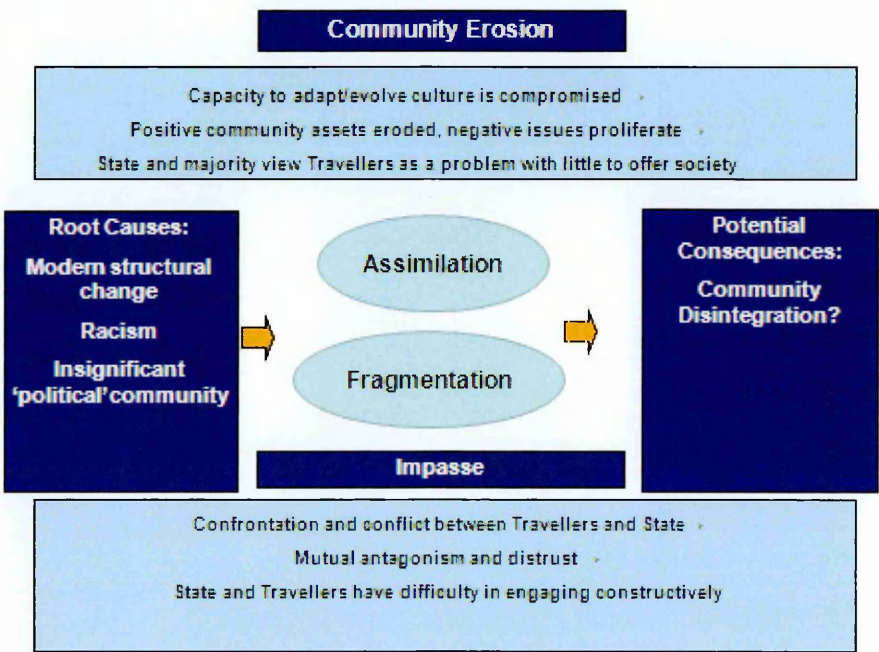 Community Erosion
Capacity to adapt/evolve culture is compromised
Positive community assets eroded, negative issues proliferate
State and majority view Travellers as a problem with little to offer society
Root Causes:
Modern structural
change
Racism
Insignificant
'political' community
Assimilation
Fragmentation
Potential
Consequences:
Community
Disintegration?
Impasse
Confrontation and conflict between Travellers and State
Mutual antagonism and distrust
State and Travellers have difficulty in engaging constructively